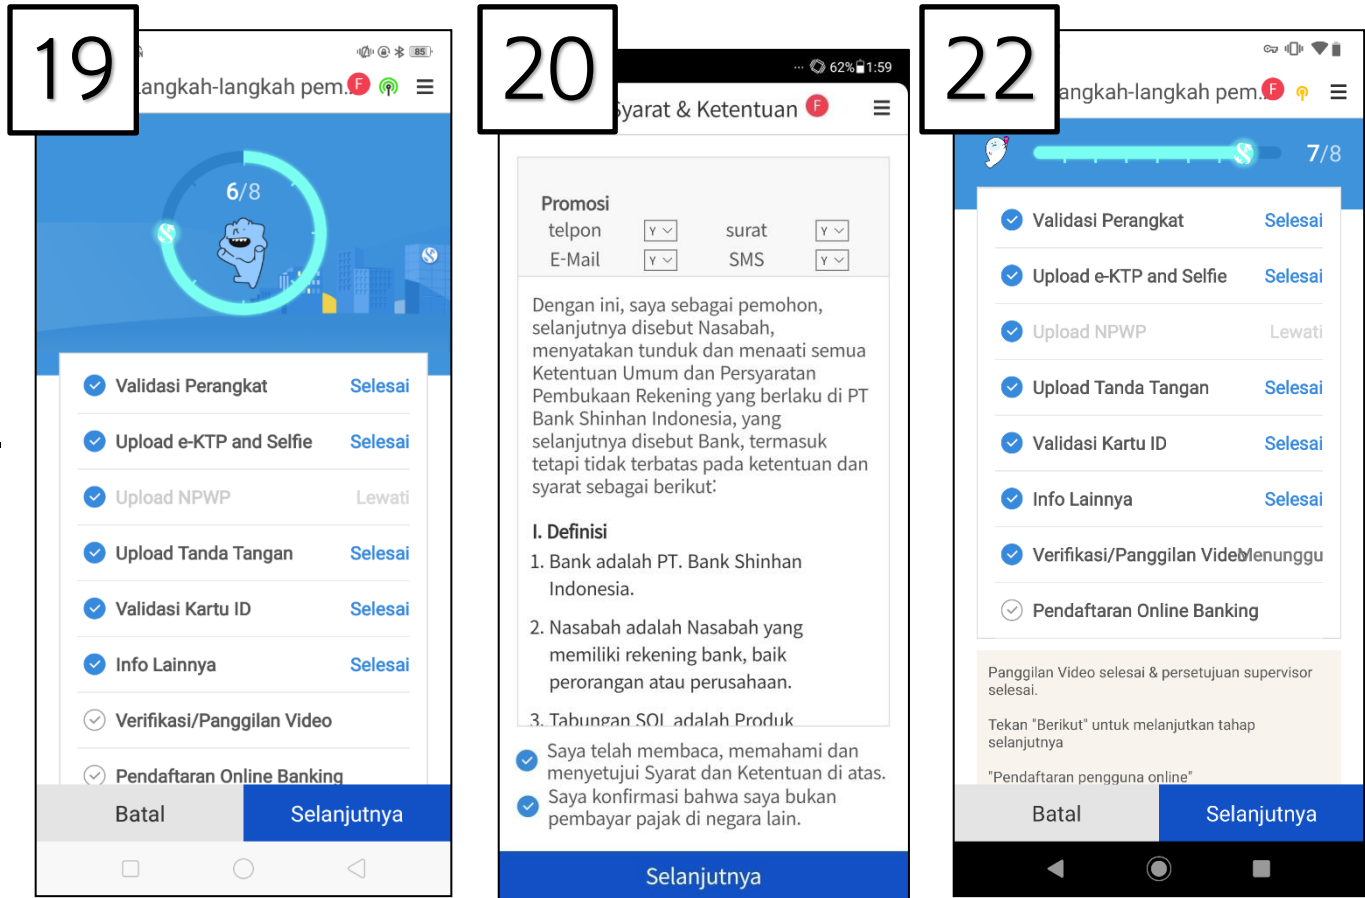 19
85
angkah-langkah pem..
F
6/8
Validasi Perangkat Selesai
Upload e-KTP and Selfie Selesai
Upload NPWP Lewati
Upload Tanda Tangan Selesai
Validasi Kartu ID Selesai
Info Lainnya Selesai
Verifikasi/Panggilan Video
Pendaftaran Online Banking
Batal Selanjutnya
20
... 62% 1:59
Syarat & Ketentuan F
Promosi
telpon Y surat Y
E-Mail Y SMS Y
Dengan ini, saya sebagai pemohon,
selanjutnya disebut Nasabah,
menyatakan tunduk dan menaati semua
Ketentuan Umum dan Persyaratan
Pembukaan Rekening yang berlaku di PT
Bank Shinhan Indonesia, yang
selanjutnya disebut Bank, termasuk
tetapi tidak terbatas pada ketentuan dan
syarat sebagai berikut:
I. Definisi
1. Bank adalah PT. Bank Shinhan
Indonesia.
2. Nasabah adalah Nasabah yang
memiliki rekening bank, baik
perorangan atau perusahaan.
3. Tabungan SOL adalah Produk
Saya telah membaca, memahami dan
menyetujui Syarat dan Ketentuan di atas.
Saya konfirmasi bahwa saya bukan
pembayar pajak di negara lain.
Selanjutnya
22
angkah-langkah pem..
F
7/8
Validasi Perangkat Selesai
Upload e-KTP and Selfie Selesai
Upload NPWP Lewati
Upload Tanda Tangan Selesai
Validasi Kartu ID Selesai
Info Lainnya Selesai
Verifikasi/Panggilan Video Menunggu
Pendaftaran Online Banking
Panggilan Video selesai & persetujuan supervisor
selesai.
Tekan "Berikut" untuk melanjutkan tahap
selanjutnya
"Pendaftaran pengguna online"
Batal Selanjutnya